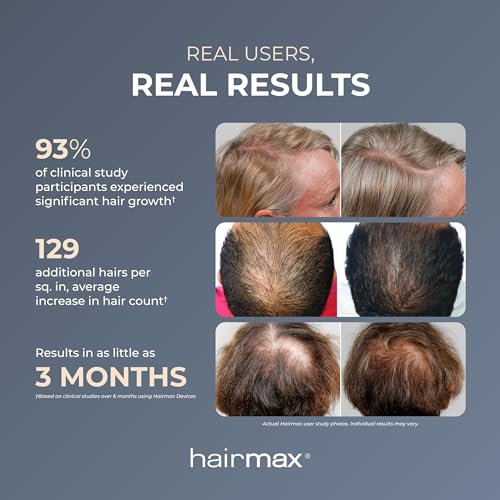 REAL USERS,
REAL RESULTS
93%
of clinical study
participants experienced
significant hair growth†
129
additional hairs per
sq. in, average
increase in hair count†
Results in as little as
3 MONTHS
†Based on clinical studies over 6 months using Hairmax Devices
Actual Hairmax user study photos. Individual results may vary.
hairmax®